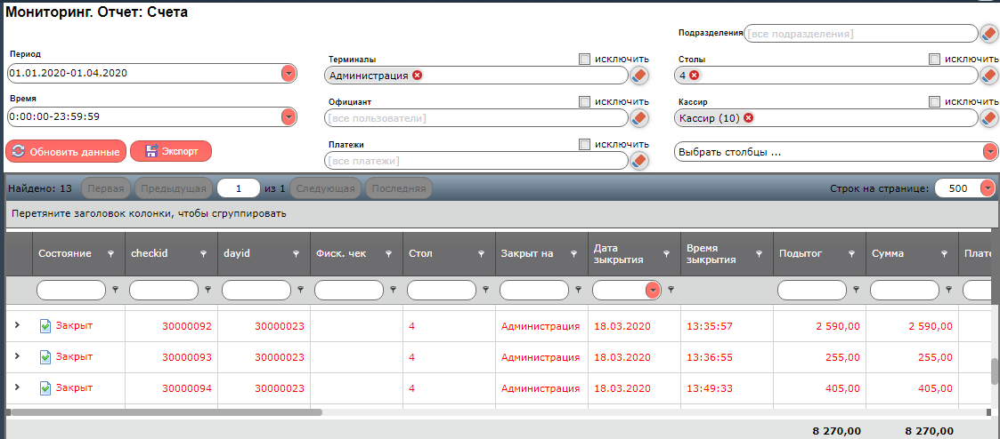 Мониторинг. Отчет: Счета
Подразделения [все подразделения]
Период
01.01.2020-01.04.2020
Терминалы исключить
Администрация
Столы исключить
4
Время
0:00:00-23:59:59
Официант исключить
[все пользователи]
Кассир исключить
Кассир (10)
Обновить данные Экспорт
Платежи исключить
[все платежи]
Выбрать столбцы ...
Найдено: 13 Первая Предыдущая 1 из 1 Следующая Последняя Строк на странице: 500
Перетяните заголовок колонки, чтобы сгруппировать
Состояние checkid dayid Фиск. чек Стол Закрыт на Дата зыкрытия Время зыкрытия Подытог Сумма Плате
Закрыт 30000092 30000023 4 Администрация 18.03.2020 13:35:57 2 590,00 2 590,00
Закрыт 30000093 30000023 4 Администрация 18.03.2020 13:36:55 255,00 255,00
Закрыт 30000094 30000023 4 Администрация 18.03.2020 13:49:33 405,00 405,00
8 270,00 8 270,00